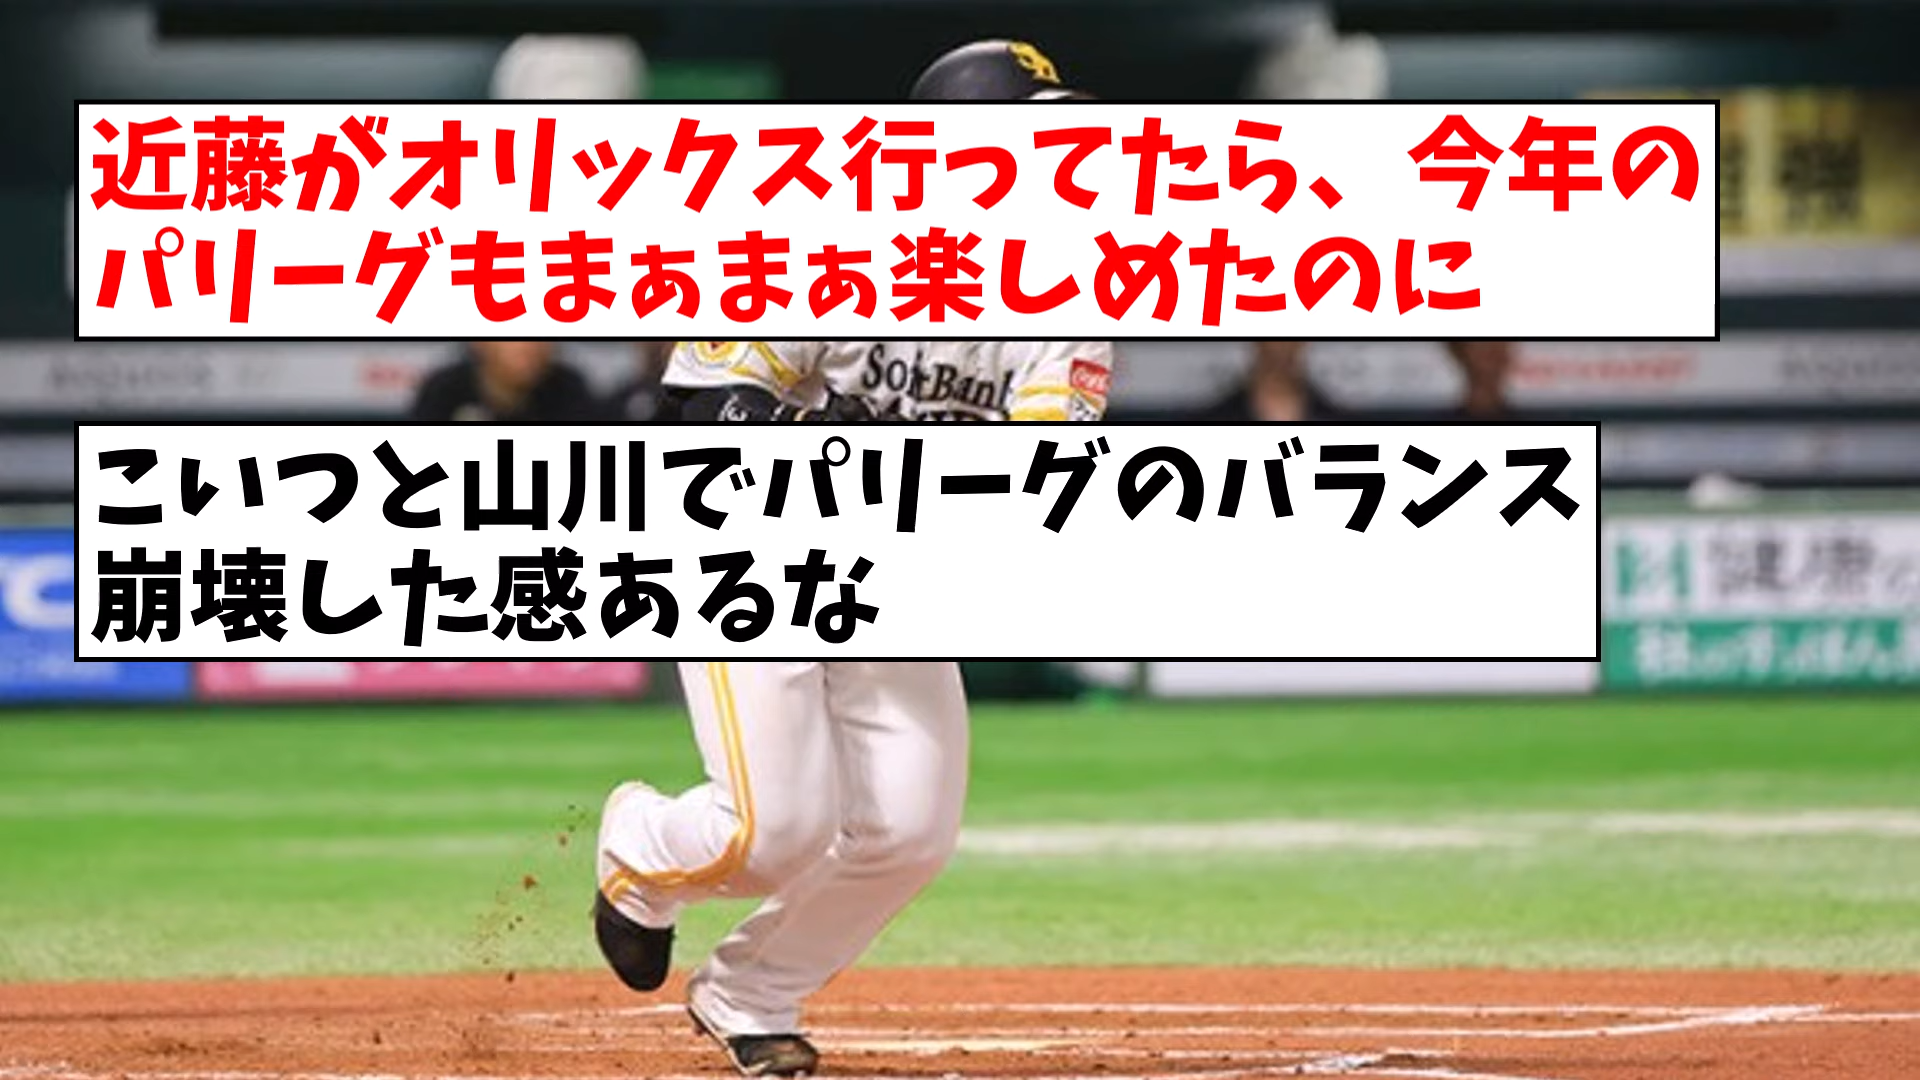 近藤がオリックス行ってたら、今年の
パリーグもまぁまぁ楽しめたのに
SoftBank
こいつと山川でパリーグのバランス
崩壊した感あるな